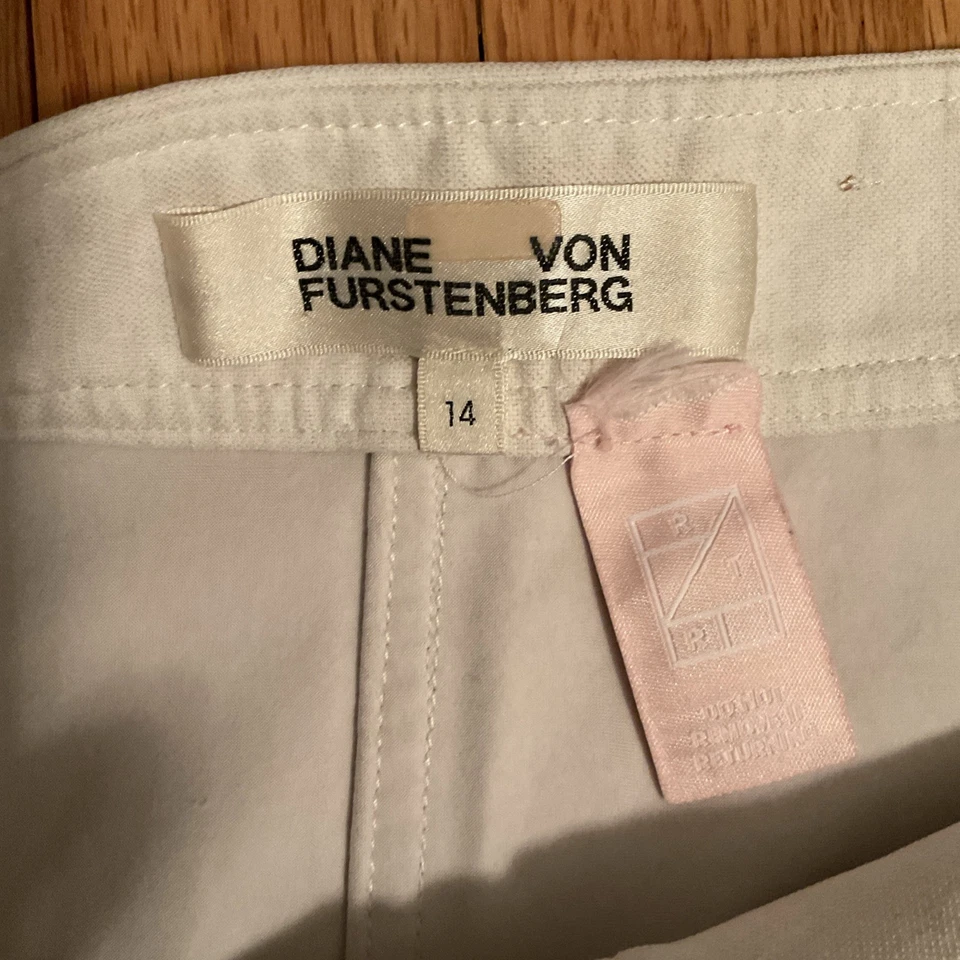 DIANE VON
FURSTENBERG
14
R
T
R
DO NOT
REMOVE IF
RETURNING